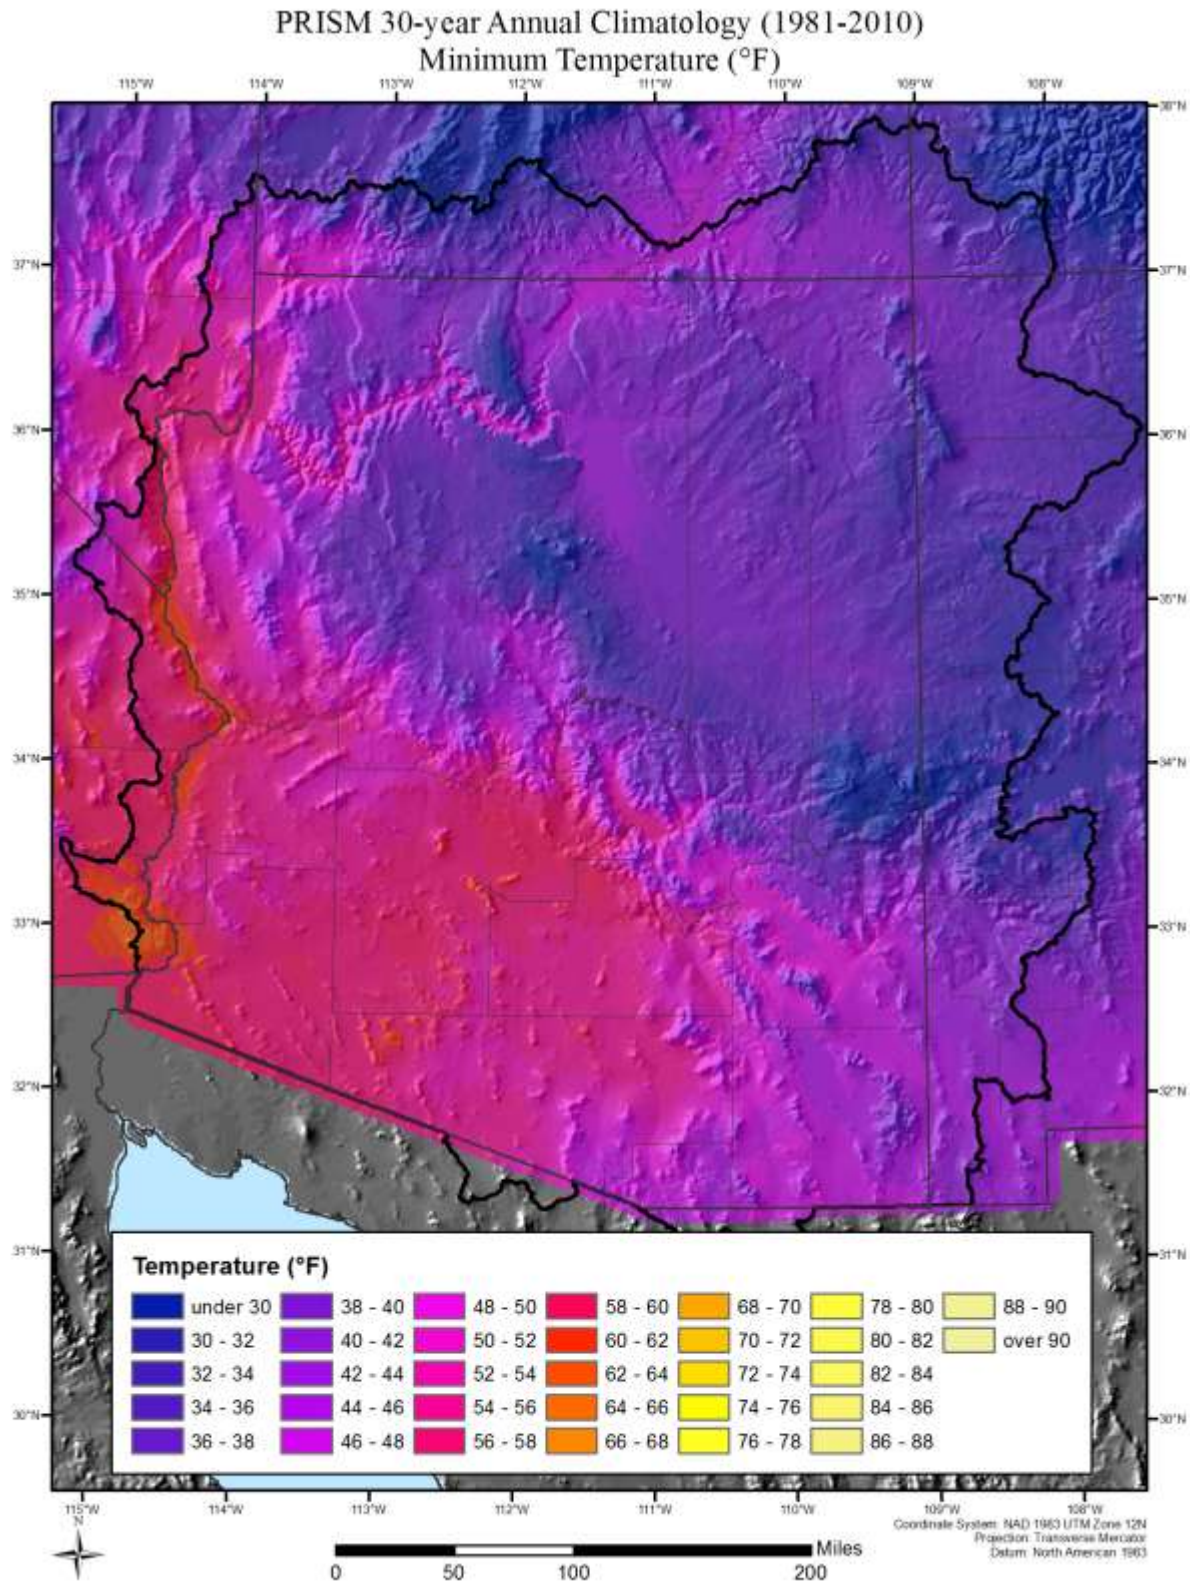 PRISM 30-year Annual Climatology (1981-2010)
Minimum Temperature (°F)
115°W 114°W 113°W 112°W 111°W 110°W 109°W 108°W
38°N
37°N 37°N
36°N 36°N
35°N 35°N
34°N 34°N
33°N 33°N
32°N 32°N
31°N 31°N
30°N 30°N
Temperature (°F)
under 30 38 - 40 48 - 50 58 - 60 68 - 70 78 - 80 88 - 90
30 - 32 40 - 42 50 - 52 60 - 62 70 - 72 80 - 82 over 90
32 - 34 42 - 44 52 - 54 62 - 64 72 - 74 82 - 84
34 - 36 44 - 46 54 - 56 64 - 66 74 - 76 84 - 86
36 - 38 46 - 48 56 - 58 66 - 68 76 - 78 86 - 88
115°W 114°W 113°W 112°W 111°W 110°W 109°W 108°W
N
Coordinate System: NAD 1983 UTM Zone 12N
Projection: Transverse Mercator
Datum: North American 1983
Miles
0 50 100 200